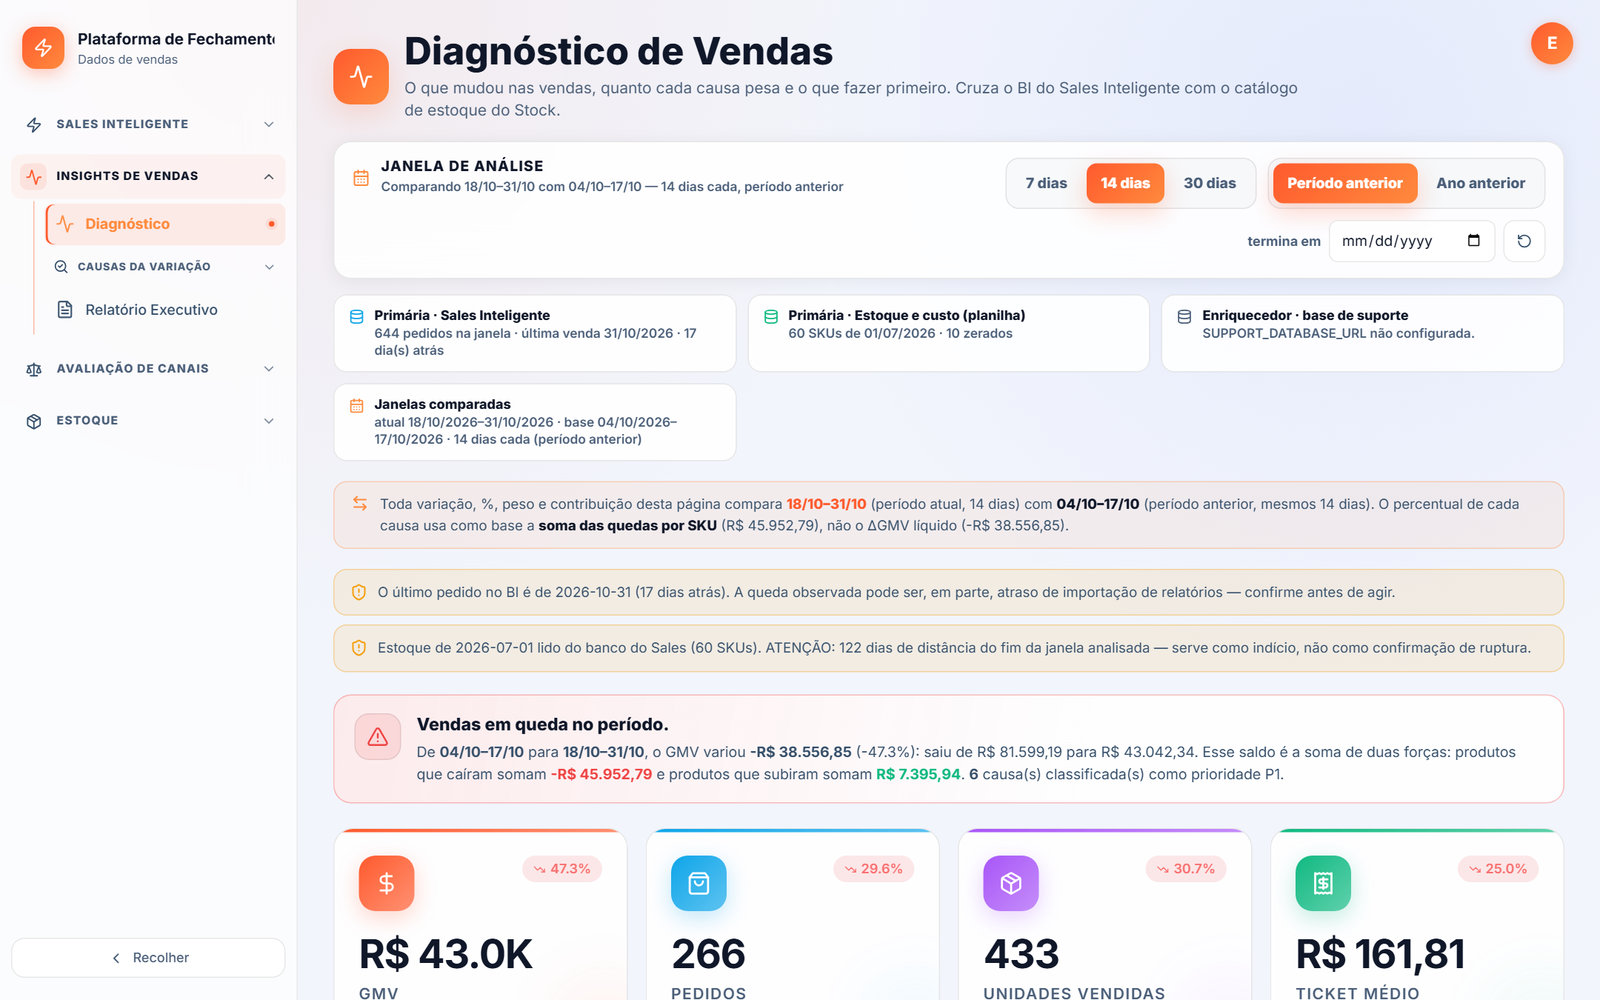 Plataforma de Fechament
Dados de vendas
SALES INTELIGENTE
INSIGHTS DE VENDAS
Diagnóstico
CAUSAS DA VARIAÇÃO
Relatório Executivo
AVALIAÇÃO DE CANAIS
ESTOQUE
Recolher
Diagnóstico de Vendas
O que mudou nas vendas, quanto cada causa pesa e o que fazer primeiro. Cruza o BI do Sales Inteligente com o catálogo
de estoque do Stock.
E
JANELA DE ANÁLISE
Comparando 18/10–31/10 com 04/10–17/10 — 14 dias cada, período anterior
7 dias
14 dias
30 dias
Período anterior
Ano anterior
termina em
mm/dd/yyyy
Primária · Sales Inteligente
644 pedidos na janela · última venda 31/10/2026 · 17
dia(s) atrás
Primária · Estoque e custo (planilha)
60 SKUs de 01/07/2026 · 10 zerados
Enriquecedor · base de suporte
SUPPORT_DATABASE_URL não configurada.
Janelas comparadas
atual 18/10/2026–31/10/2026 · base 04/10/2026–
17/10/2026 · 14 dias cada (período anterior)
Toda variação, %, peso e contribuição desta página compara 18/10–31/10 (período atual, 14 dias) com 04/10–17/10 (período anterior, mesmos 14 dias). O percentual de cada
causa usa como base a soma das quedas por SKU (R$ 45.952,79), não o ΔGMV líquido (-R$ 38.556,85).
O último pedido no BI é de 2026-10-31 (17 dias atrás). A queda observada pode ser, em parte, atraso de importação de relatórios — confirme antes de agir.
Estoque de 2026-07-01 lido do banco do Sales (60 SKUs). ATENÇÃO: 122 dias de distância do fim da janela analisada — serve como indício, não como confirmação de ruptura.
Vendas em queda no período.
De 04/10–17/10 para 18/10–31/10, o GMV variou -R$ 38.556,85 (-47.3%): saiu de R$ 81.599,19 para R$ 43.042,34. Esse saldo é a soma de duas forças: produtos
que caíram somam -R$ 45.952,79 e produtos que subiram somam R$ 7.395,94. 6 causa(s) classificada(s) como prioridade P1.
47.3%
R$ 43.0K
GMV
29.6%
266
PEDIDOS
30.7%
433
UNIDADES VENDIDAS
25.0%
R$ 161,81
TICKET MÉDIO